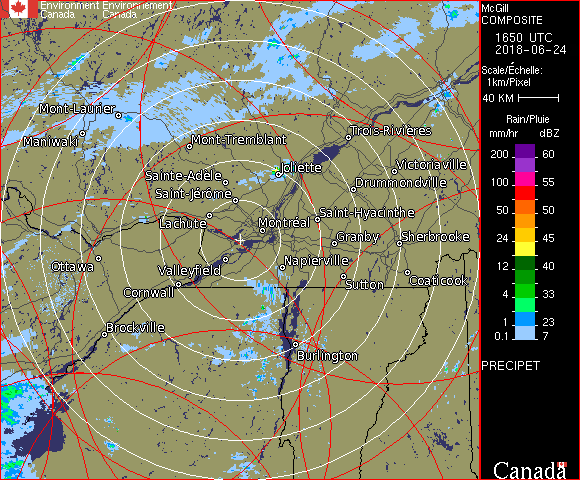 Environment Environnement
Canada Canada
McGill
COMPOSITE
1650 UTC
2018-06-24
Scale/Échelle:
1km/Pixel
40 KM
Rain/Pluie
mm/hr dBZ
200 60
100 55
50 50
24 45
12 40
4 33
1 23
0.1 7
PRECIPET
Canada
Mont-Laurier
Maniwaki
Mont-Tremblant
Trois-Rivières
Joliette
Victoriaville
Sainte-Adèle
Drummondville
Saint-Jérôme
Saint-Hyacinthe
Lachute
Montréal
Granby
Sherbrooke
Ottawa
Valleyfield
Napierville
Cornwall
Sutton
Coaticook
Brockville
Burlington